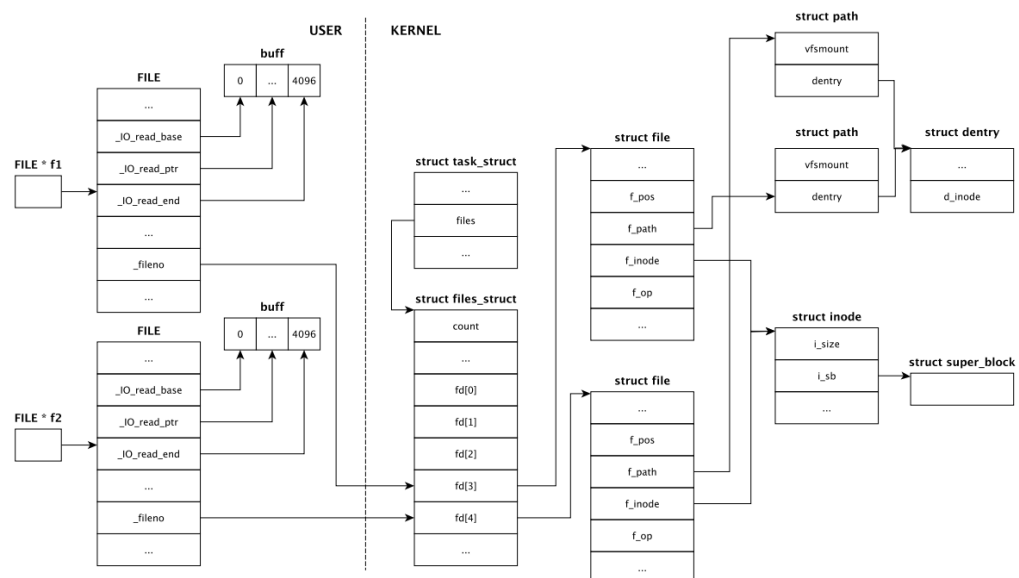 USER
KERNEL
buff
0
...
4096
FILE
...
_IO_read_base
_IO_read_ptr
_IO_read_end
...
_fileno
...
FILE * f1
buff
0
...
4096
FILE
...
_IO_read_base
_IO_read_ptr
_IO_read_end
...
_fileno
...
FILE * f2
struct task_struct
...
files
...
struct files_struct
count
...
fd[0]
fd[1]
fd[2]
fd[3]
fd[4]
...
struct file
...
f_pos
f_path
f_inode
f_op
...
struct file
...
f_pos
f_path
f_inode
f_op
...
struct path
vfsmount
dentry
struct path
vfsmount
dentry
struct dentry
...
d_inode
struct inode
i_size
i_sb
...
struct super_block